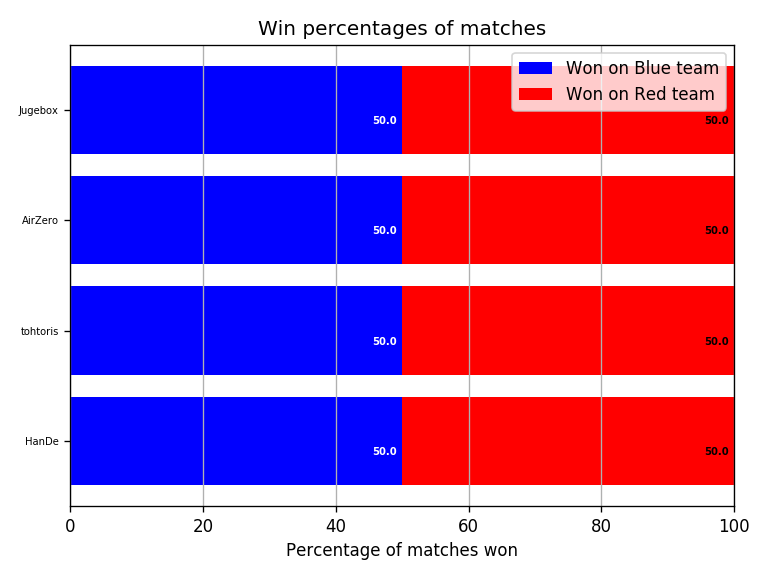 Win percentages of matches
Won on Blue team
Won on Red team
Jugebox
50.0
50.0
AirZero
50.0
50.0
tohtoris
50.0
50.0
HanDe
50.0
50.0
0 20 40 60 80 100
Percentage of matches won